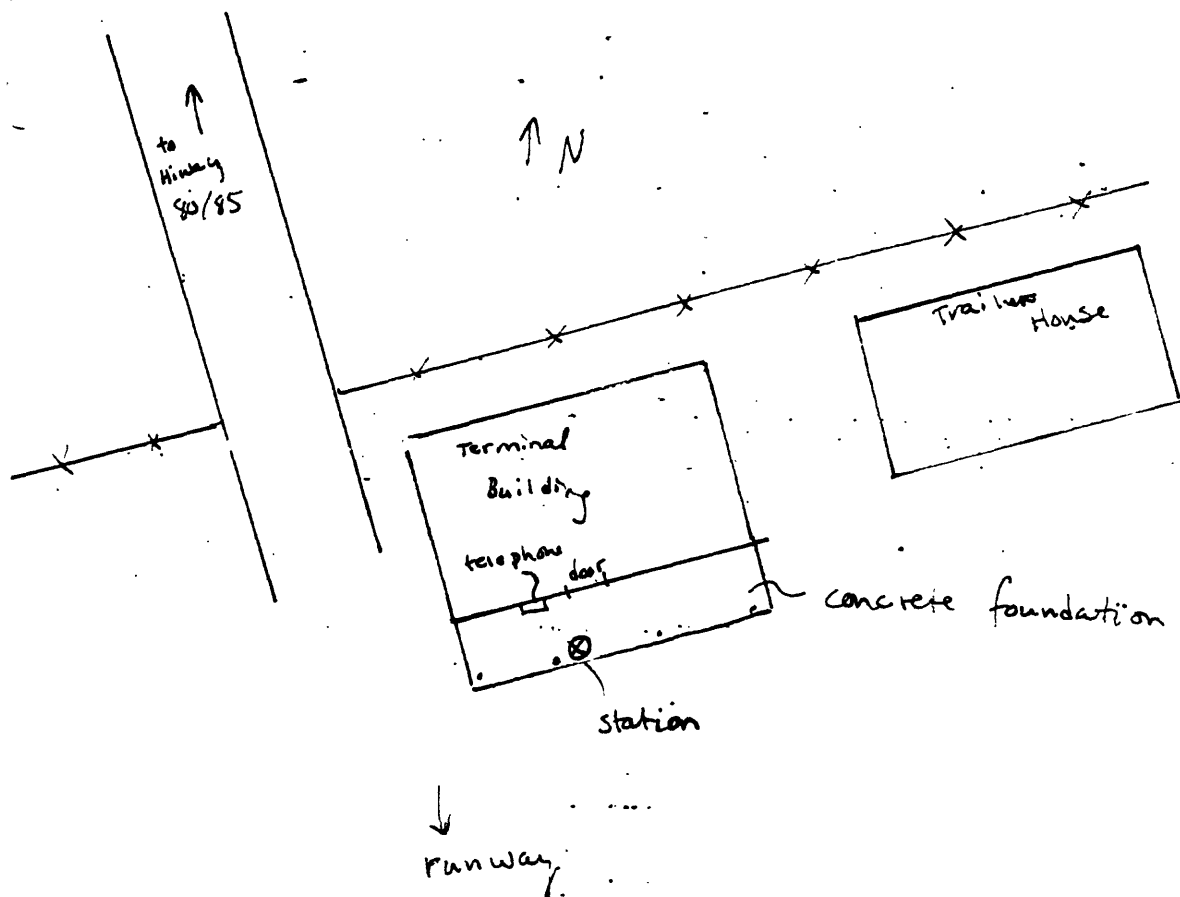 to
Hiway
80/85
N
Trailer
House
Terminal
Building
telephone
door
concrete foundation
station
runway